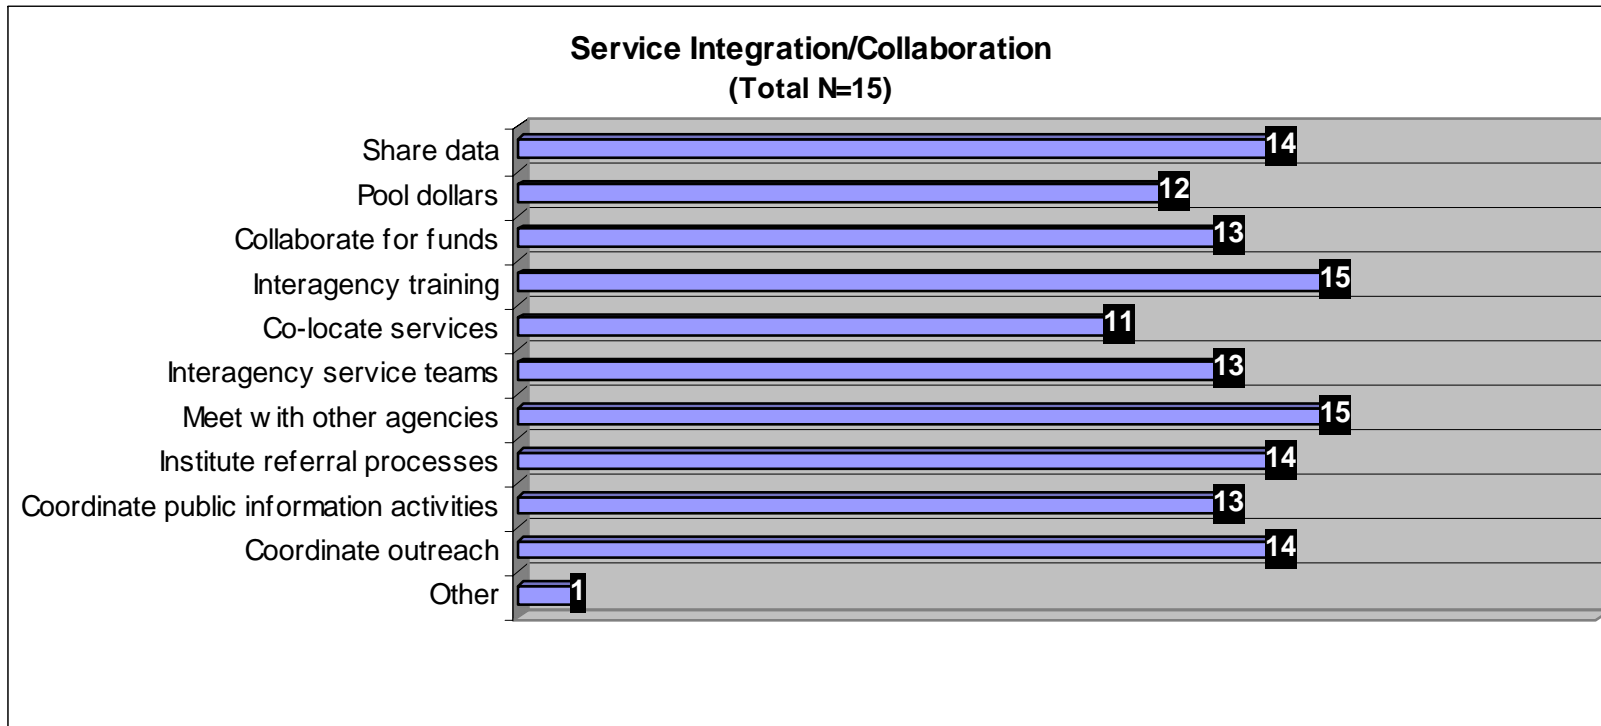 Service Integration/Collaboration
(Total N=15)
Share data 14
Pool dollars 12
Collaborate for funds 13
Interagency training 15
Co-locate services 11
Interagency service teams 13
Meet with other agencies 15
Institute referral processes 14
Coordinate public information activities 13
Coordinate outreach 14
Other 1